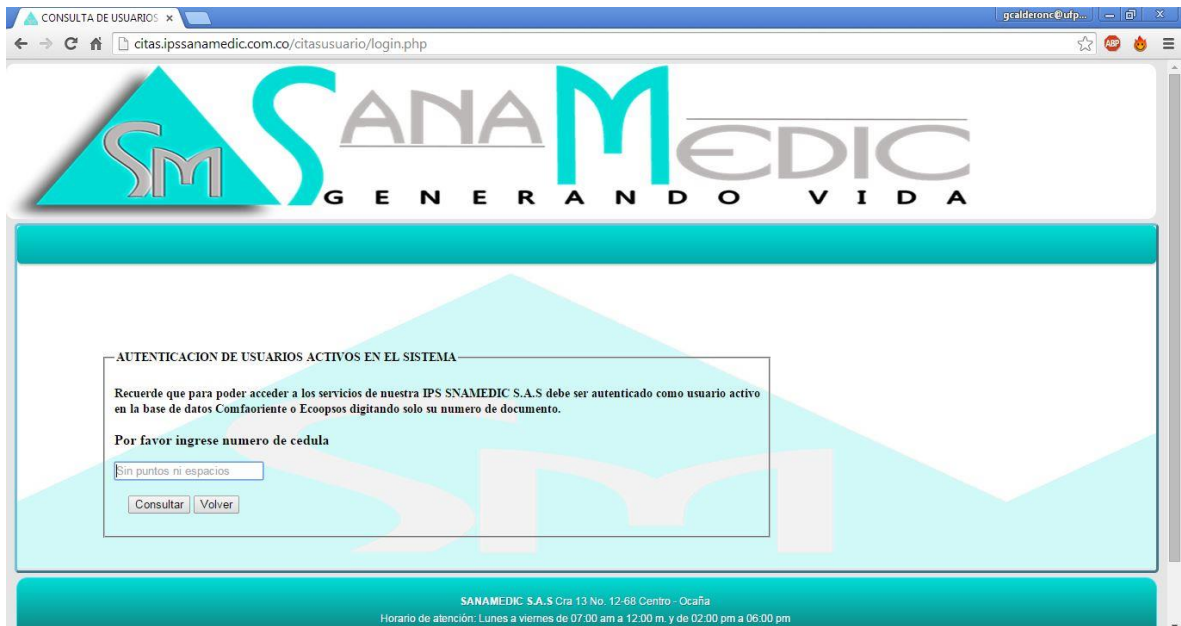 CONSULTA DE USUARIOS
gcalderonc@ufp...
citas.ipssanamedic.com.co/citasusuario/login.php
ABP
SM
SANAMEDIC
GENERANDO VIDA
AUTENTICACION DE USUARIOS ACTIVOS EN EL SISTEMA
Recuerde que para poder acceder a los servicios de nuestra IPS SNAMEDIC S.A.S debe ser autenticado como usuario activo
en la base de datos Comfaoriente o Ecoopsos digitando solo su numero de documento.
Por favor ingrese numero de cedula
Sin puntos ni espacios
Consultar Volver
SM
SANAMEDIC S.A.S Cra 13 No. 12-68 Centro - Ocaña
Horario de atención: Lunes a viernes de 07:00 am a 12:00 m. y de 02:00 pm a 06:00 pm